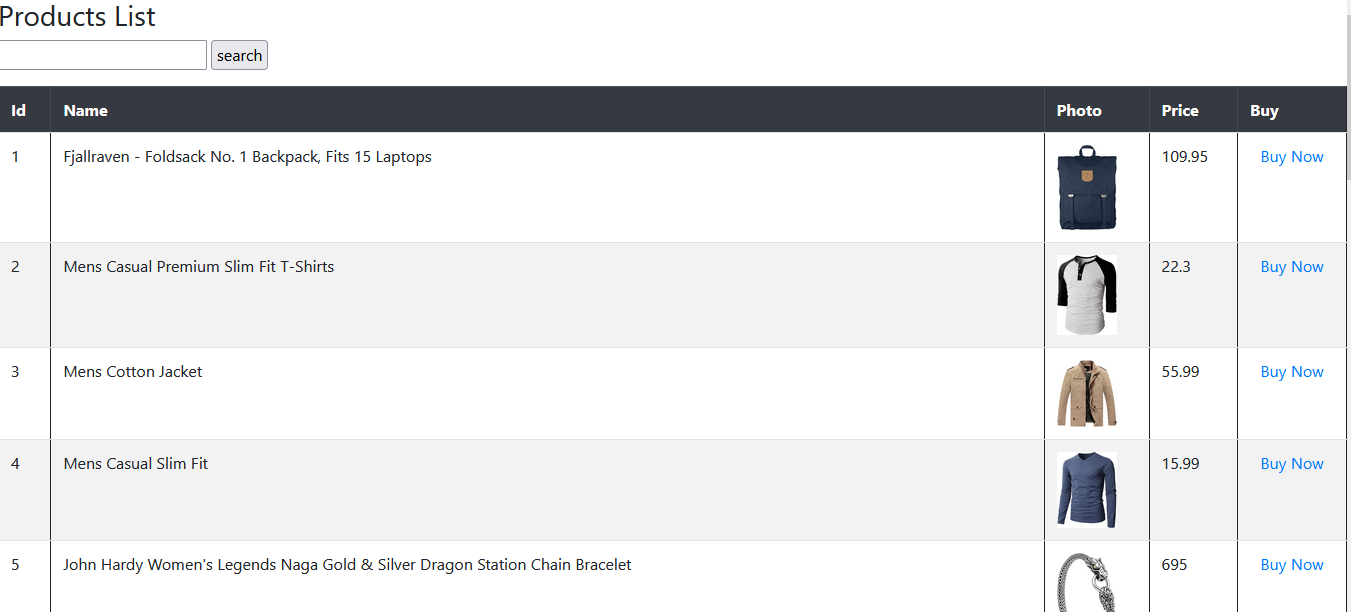 Products List
search
Id Name Photo Price Buy
1 Fjallraven - Foldsack No. 1 Backpack, Fits 15 Laptops 109.95 Buy Now
2 Mens Casual Premium Slim Fit T-Shirts 22.3 Buy Now
3 Mens Cotton Jacket 55.99 Buy Now
4 Mens Casual Slim Fit 15.99 Buy Now
5 John Hardy Women's Legends Naga Gold & Silver Dragon Station Chain Bracelet 695 Buy Now